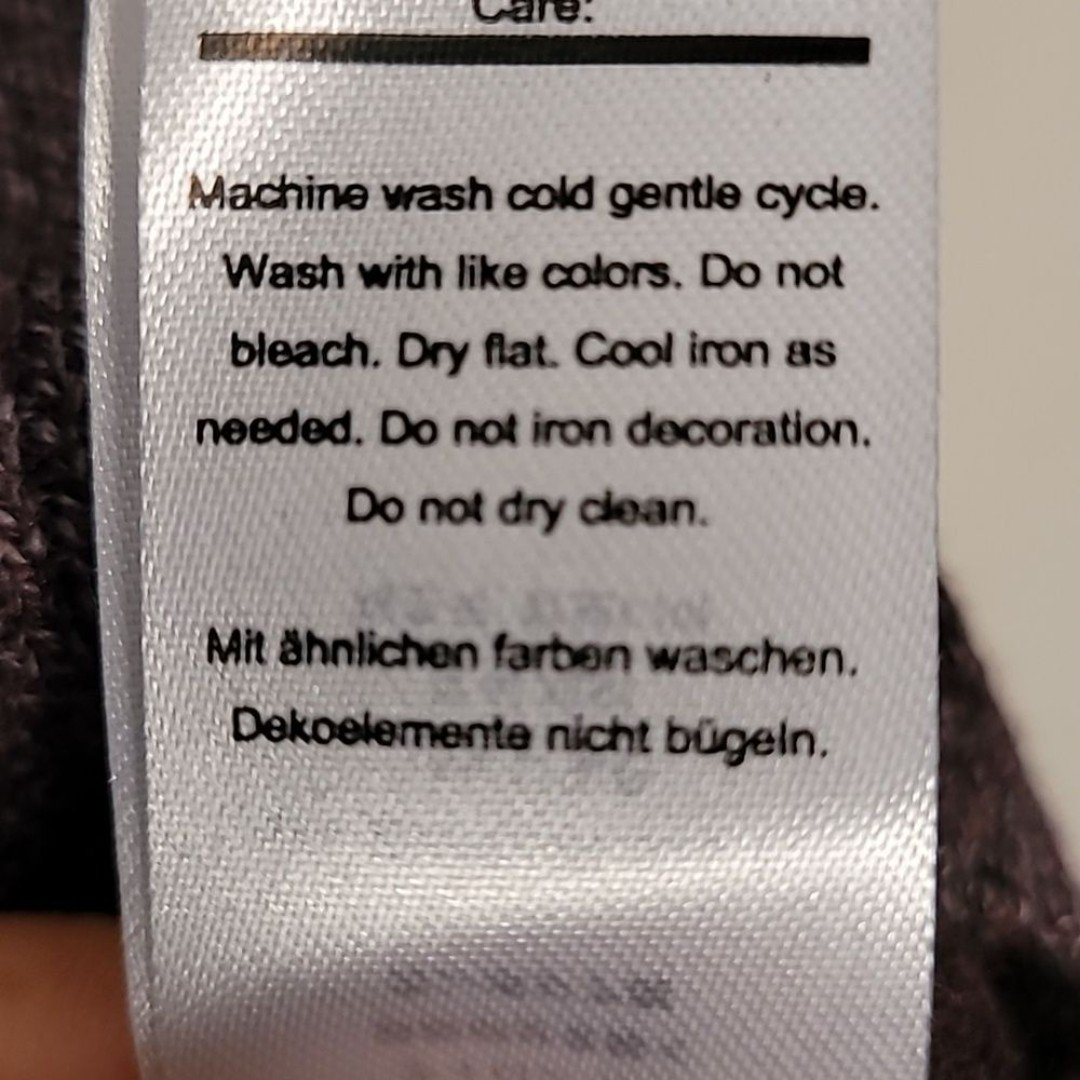 Care:
Machine wash cold gentle cycle.
Wash with like colors. Do not
bleach. Dry flat. Cool iron as
needed. Do not iron decoration.
Do not dry clean.
Mit ähnlichen farben waschen.
Dekoelemente nicht bügeln.